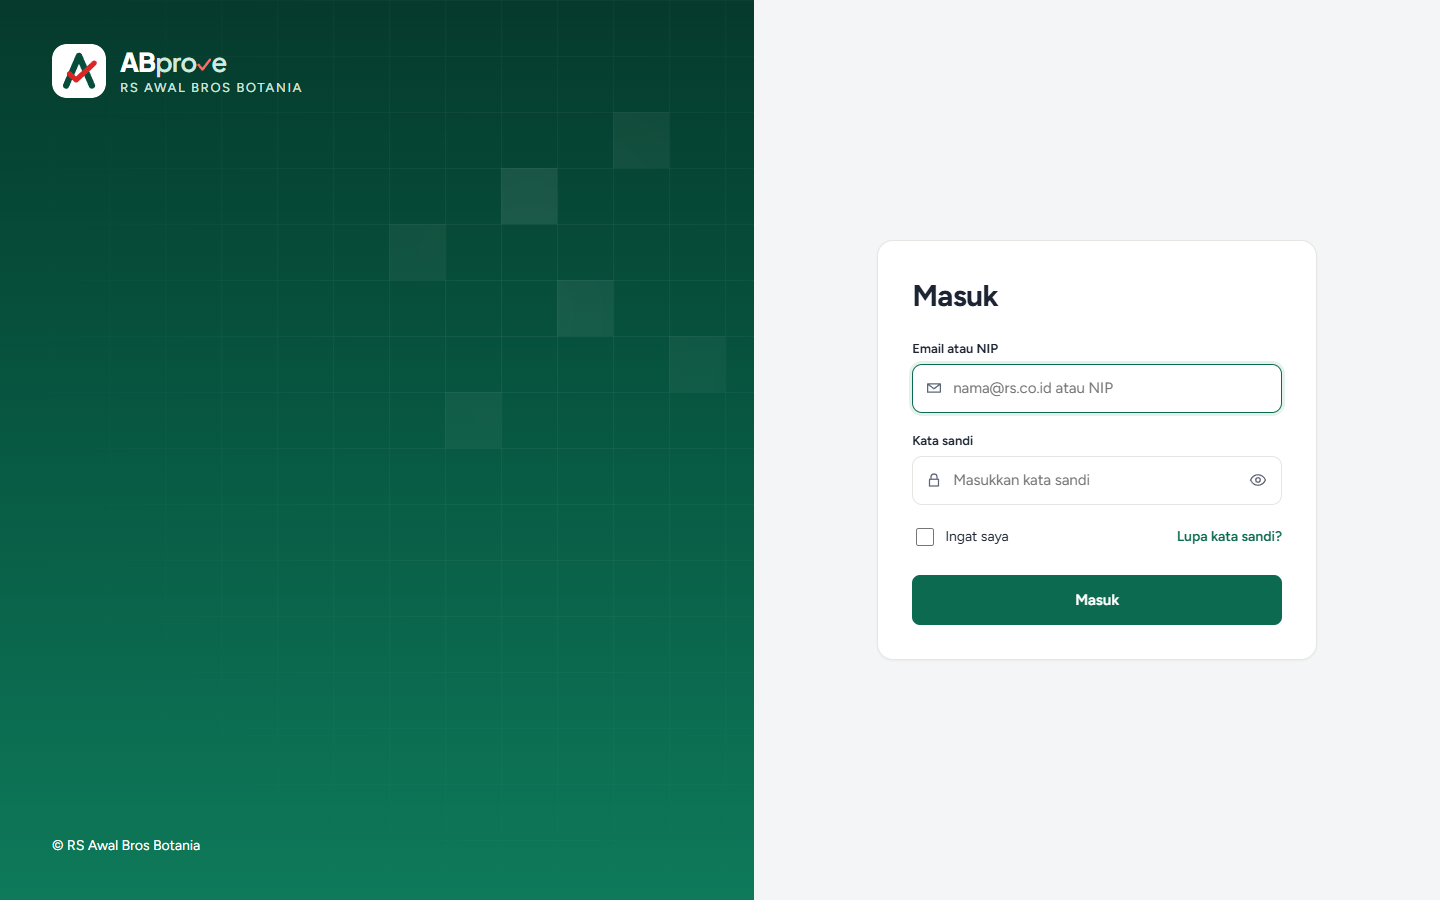 ABprove
RS AWAL BROS BOTANIA
© RS Awal Bros Botania
Masuk
Email atau NIP
nama@rs.co.id atau NIP
Kata sandi
Masukkan kata sandi
Ingat saya
Lupa kata sandi?
Masuk